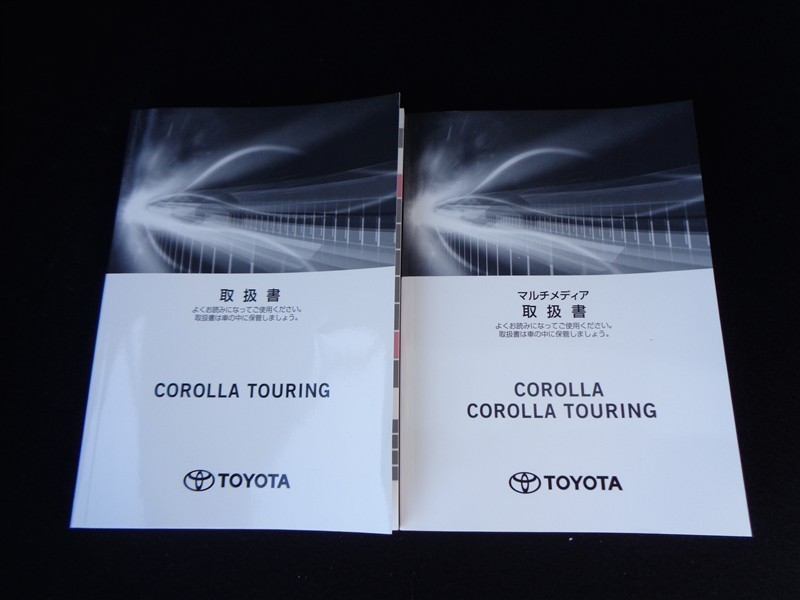 取扱書
よくお読みになってご使用ください。
取扱書は車の中に保管しましょう。
COROLLA TOURING
TOYOTA
マルチメディア
取扱書
よくお読みになってご使用ください。
取扱書は車の中に保管しましょう。
COROLLA
COROLLA TOURING
TOYOTA